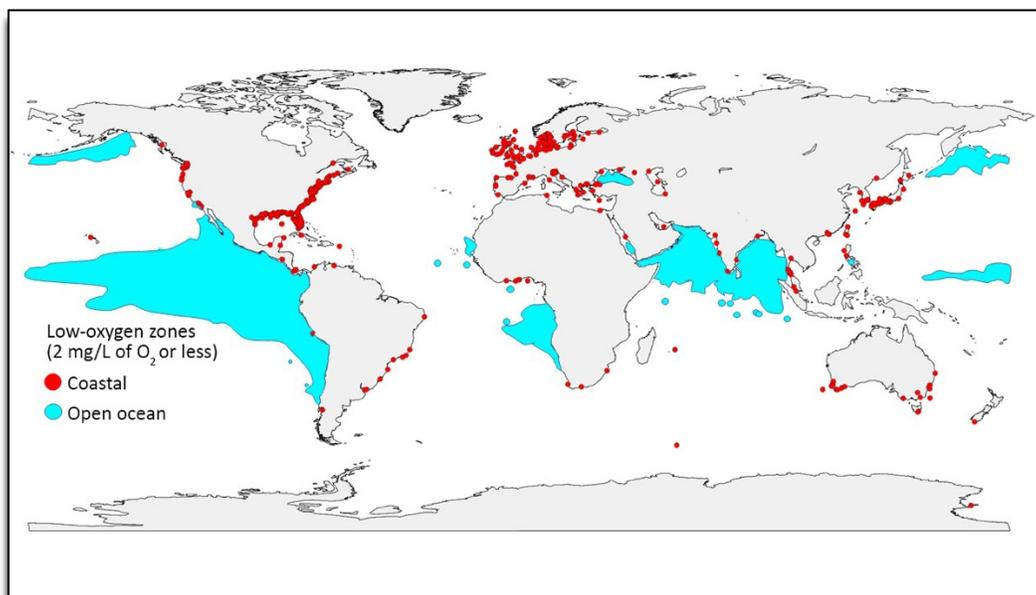 Low-oxygen zones
(2 mg/L of O₂ or less)
Coastal
Open ocean